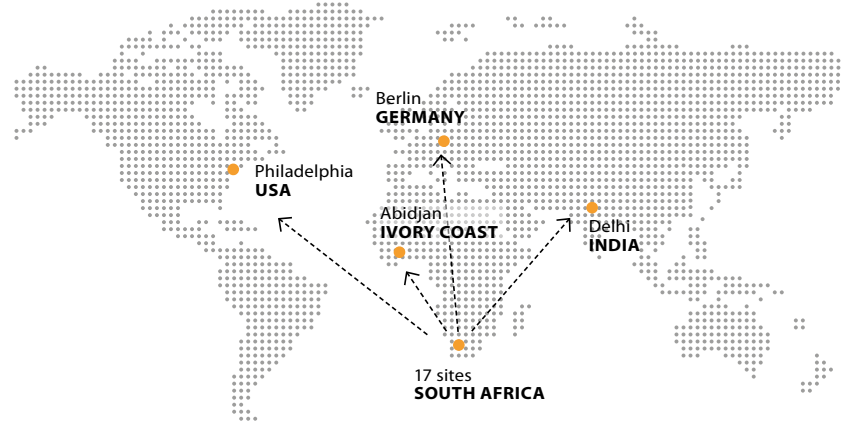 Berlin
GERMANY
Philadelphia
USA
Abidjan
IVORY COAST
Delhi
INDIA
17 sites
SOUTH AFRICA